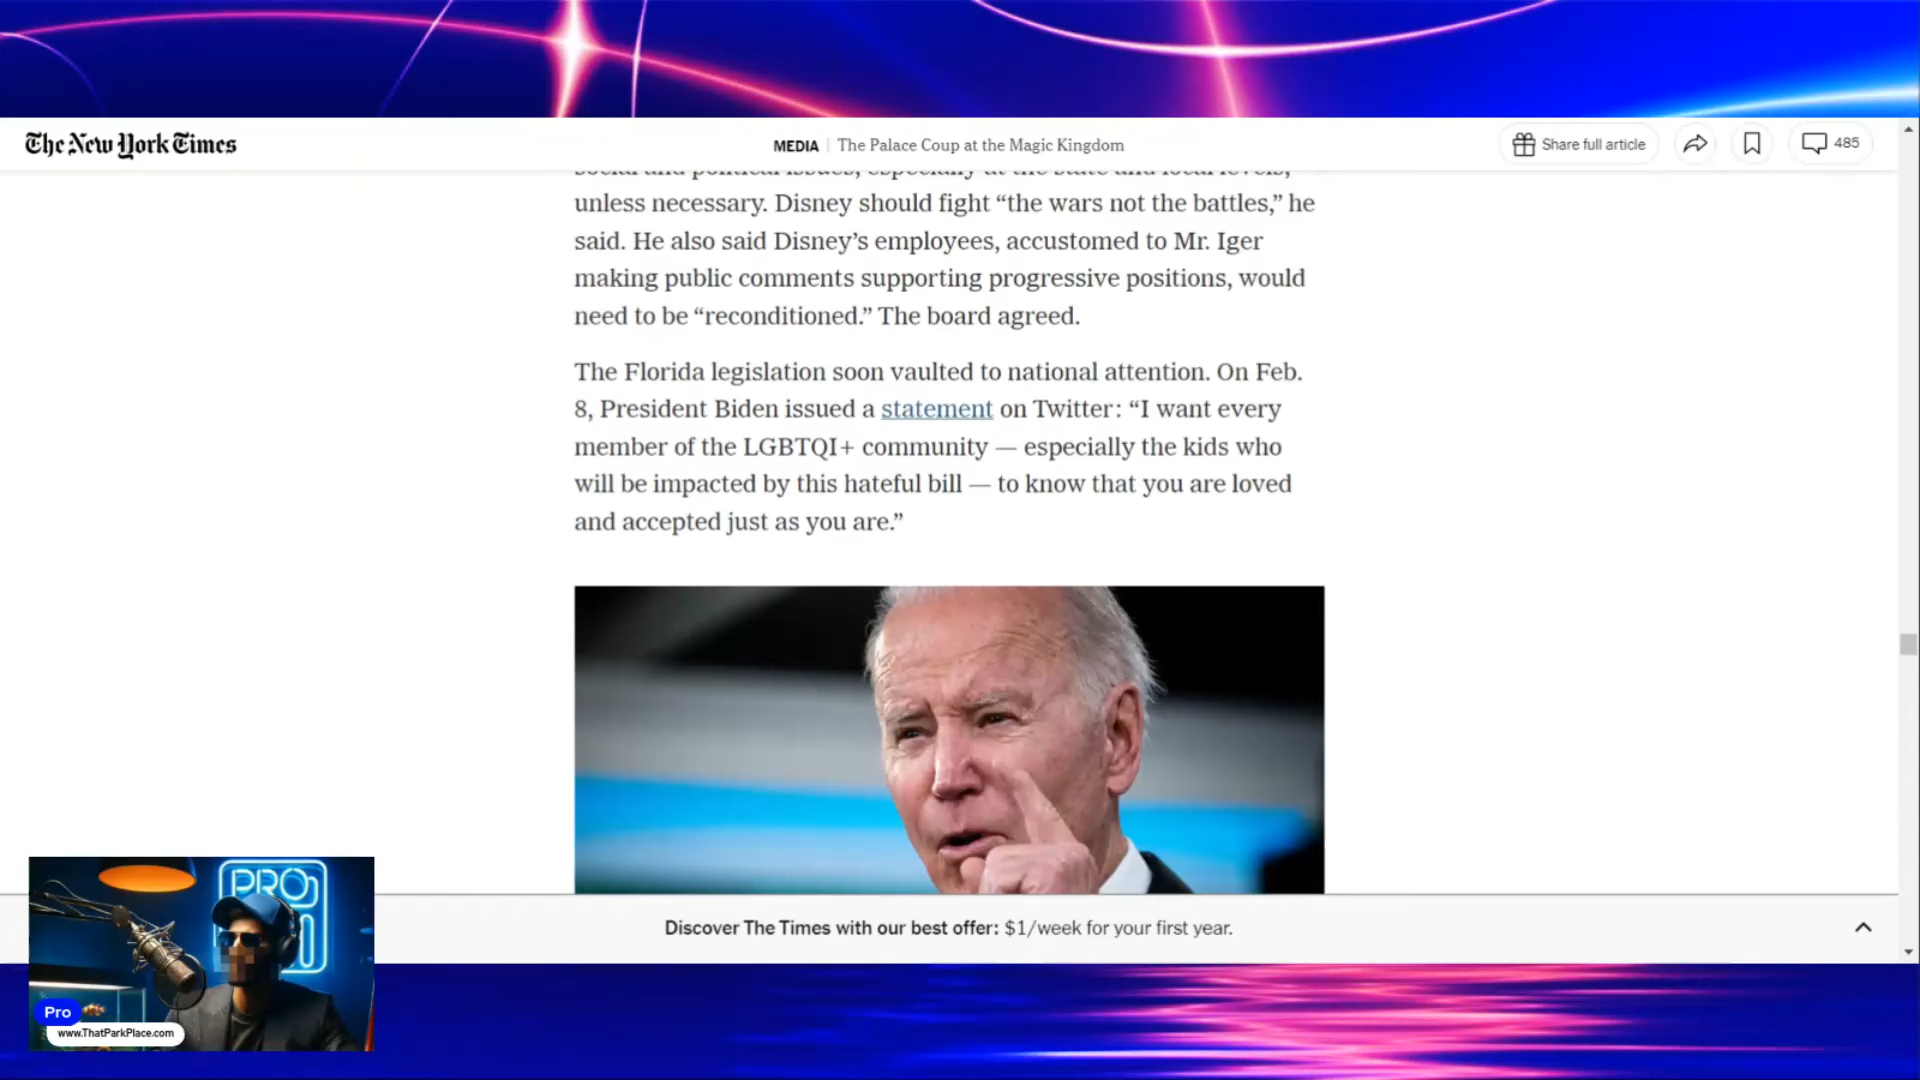 The New York Times
MEDIA | The Palace Coup at the Magic Kingdom
Share full article
485
social and political issues, especially at the state and local levels,
unless necessary. Disney should fight “the wars not the battles,” he
said. He also said Disney’s employees, accustomed to Mr. Iger
making public comments supporting progressive positions, would
need to be “reconditioned.” The board agreed.
The Florida legislation soon vaulted to national attention. On Feb.
8, President Biden issued a statement on Twitter: “I want every
member of the LGBTQI+ community — especially the kids who
will be impacted by this hateful bill — to know that you are loved
and accepted just as you are.”
Discover The Times with our best offer: $1/week for your first year.
PRO
Pro
www.ThatParkPlace.com